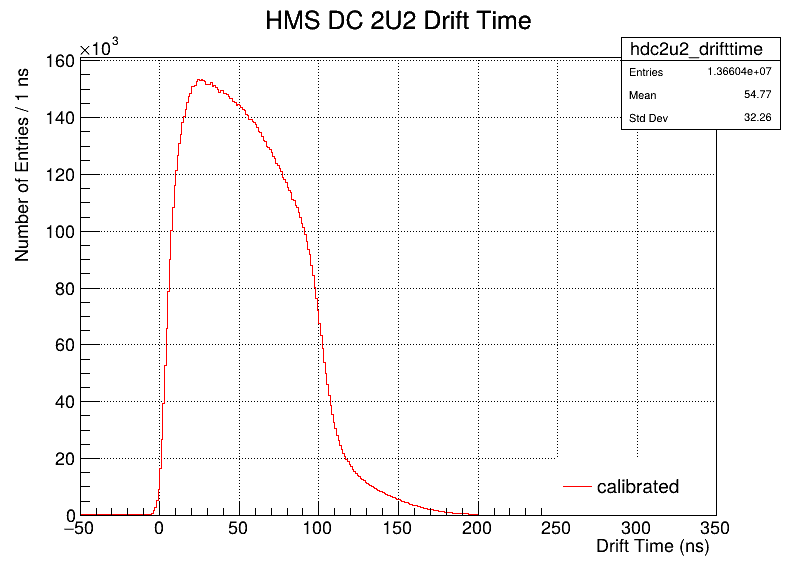 HMS DC 2U2 Drift Time
hdc2u2_drifttime
Entries 1.36604e+07
Mean 54.77
Std Dev 32.26
×10³
Number of Entries / 1 ns
160
140
120
100
80
60
40
20
0
−50 0 50 100 150 200 250 300 350
Drift Time (ns)
calibrated